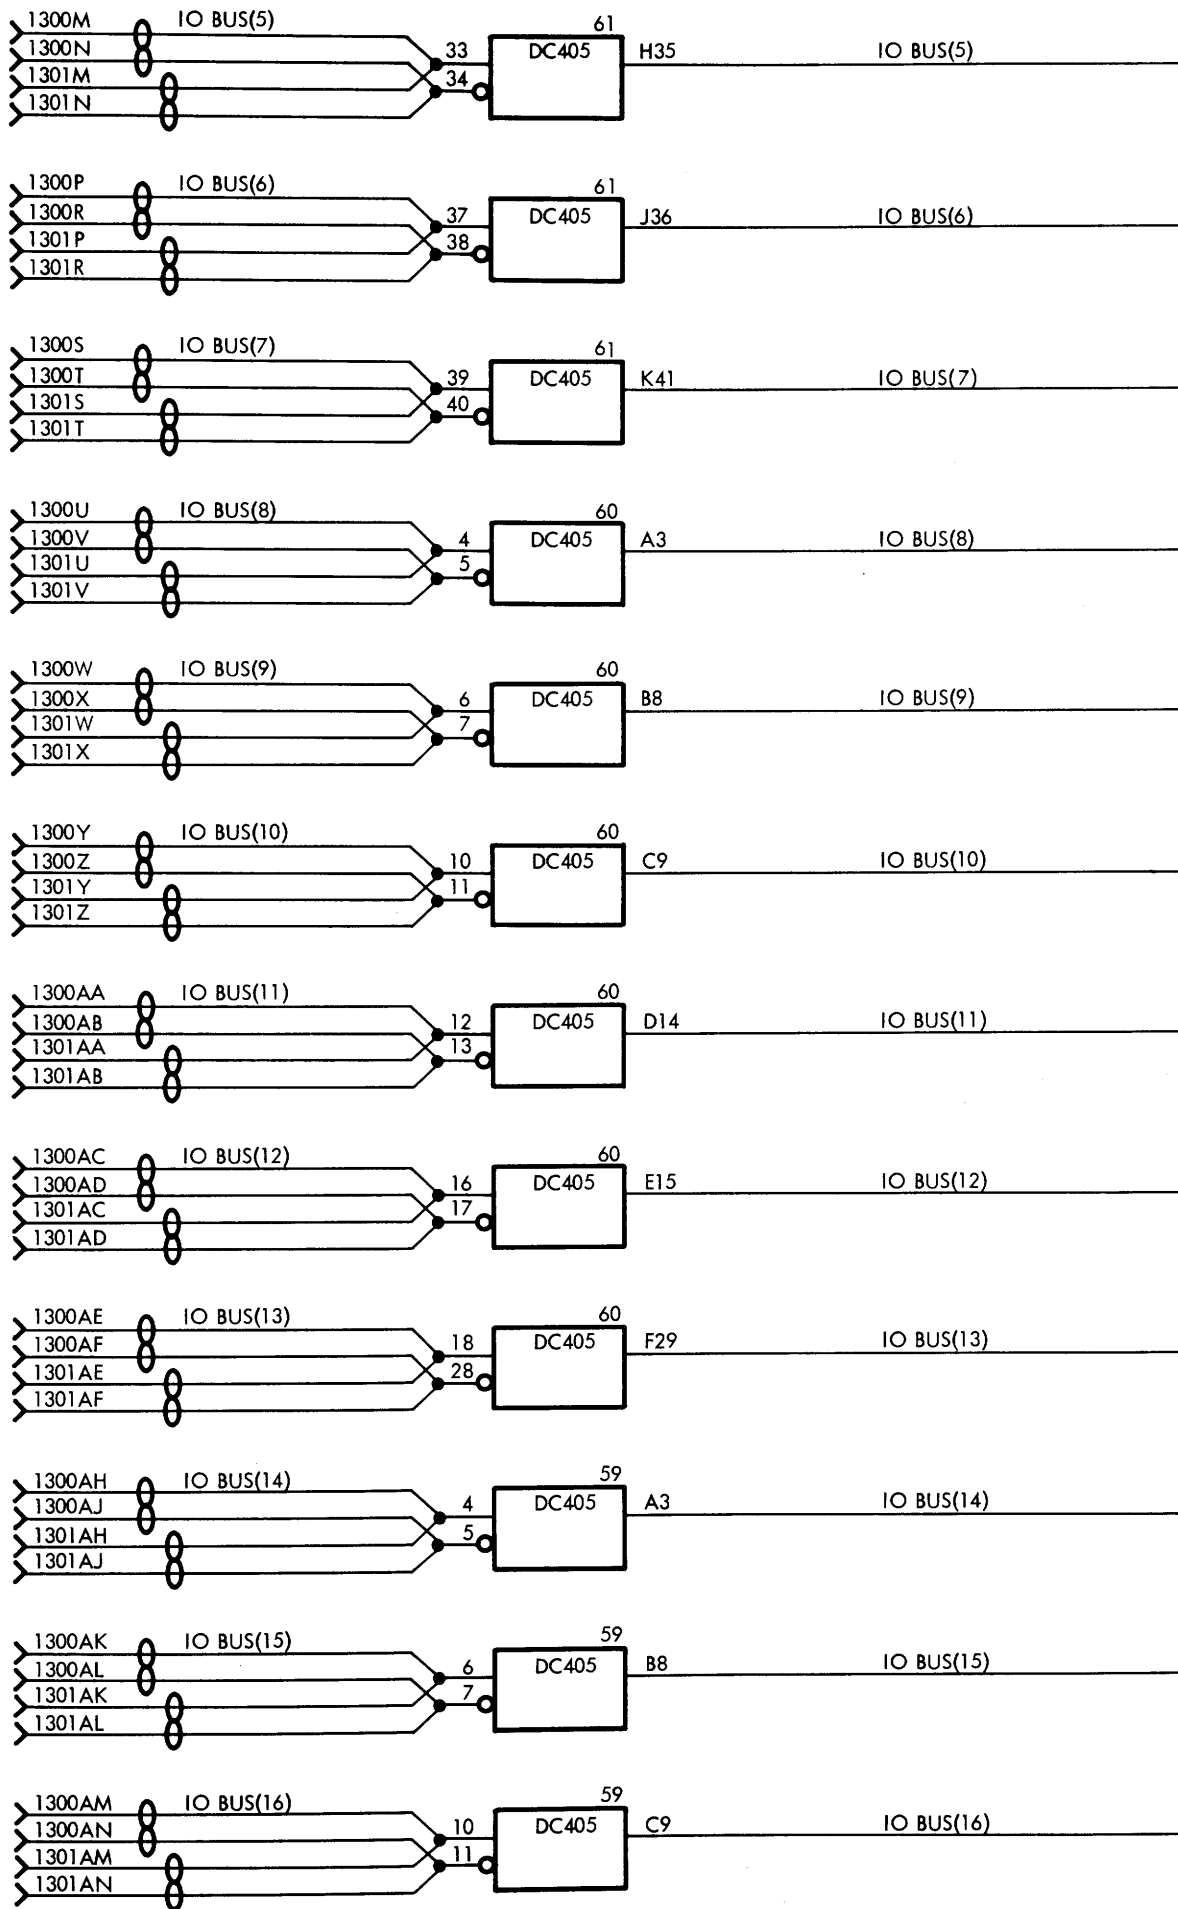 1300M IO BUS(5) 61
1300N 33 DC405 H35 IO BUS(5)
1301M 34
1301N
1300P IO BUS(6) 61
1300R 37 DC405 J36 IO BUS(6)
1301P 38
1301R
1300S IO BUS(7) 61
1300T 39 DC405 K41 IO BUS(7)
1301S 40
1301T
1300U IO BUS(8) 60
1300V 4 DC405 A3 IO BUS(8)
1301U 5
1301V
1300W IO BUS(9) 60
1300X 6 DC405 B8 IO BUS(9)
1301W 7
1301X
1300Y IO BUS(10) 60
1300Z 10 DC405 C9 IO BUS(10)
1301Y 11
1301Z
1300AA IO BUS(11) 60
1300AB 12 DC405 D14 IO BUS(11)
1301AA 13
1301AB
1300AC IO BUS(12) 60
1300AD 16 DC405 E15 IO BUS(12)
1301AC 17
1301AD
1300AE IO BUS(13) 60
1300AF 18 DC405 F29 IO BUS(13)
1301AE 28
1301AF
1300AH IO BUS(14) 59
1300AJ 4 DC405 A3 IO BUS(14)
1301AH 5
1301AJ
1300AK IO BUS(15) 59
1300AL 6 DC405 B8 IO BUS(15)
1301AK 7
1301AL
1300AM IO BUS(16) 59
1300AN 10 DC405 C9 IO BUS(16)
1301AM 11
1301AN